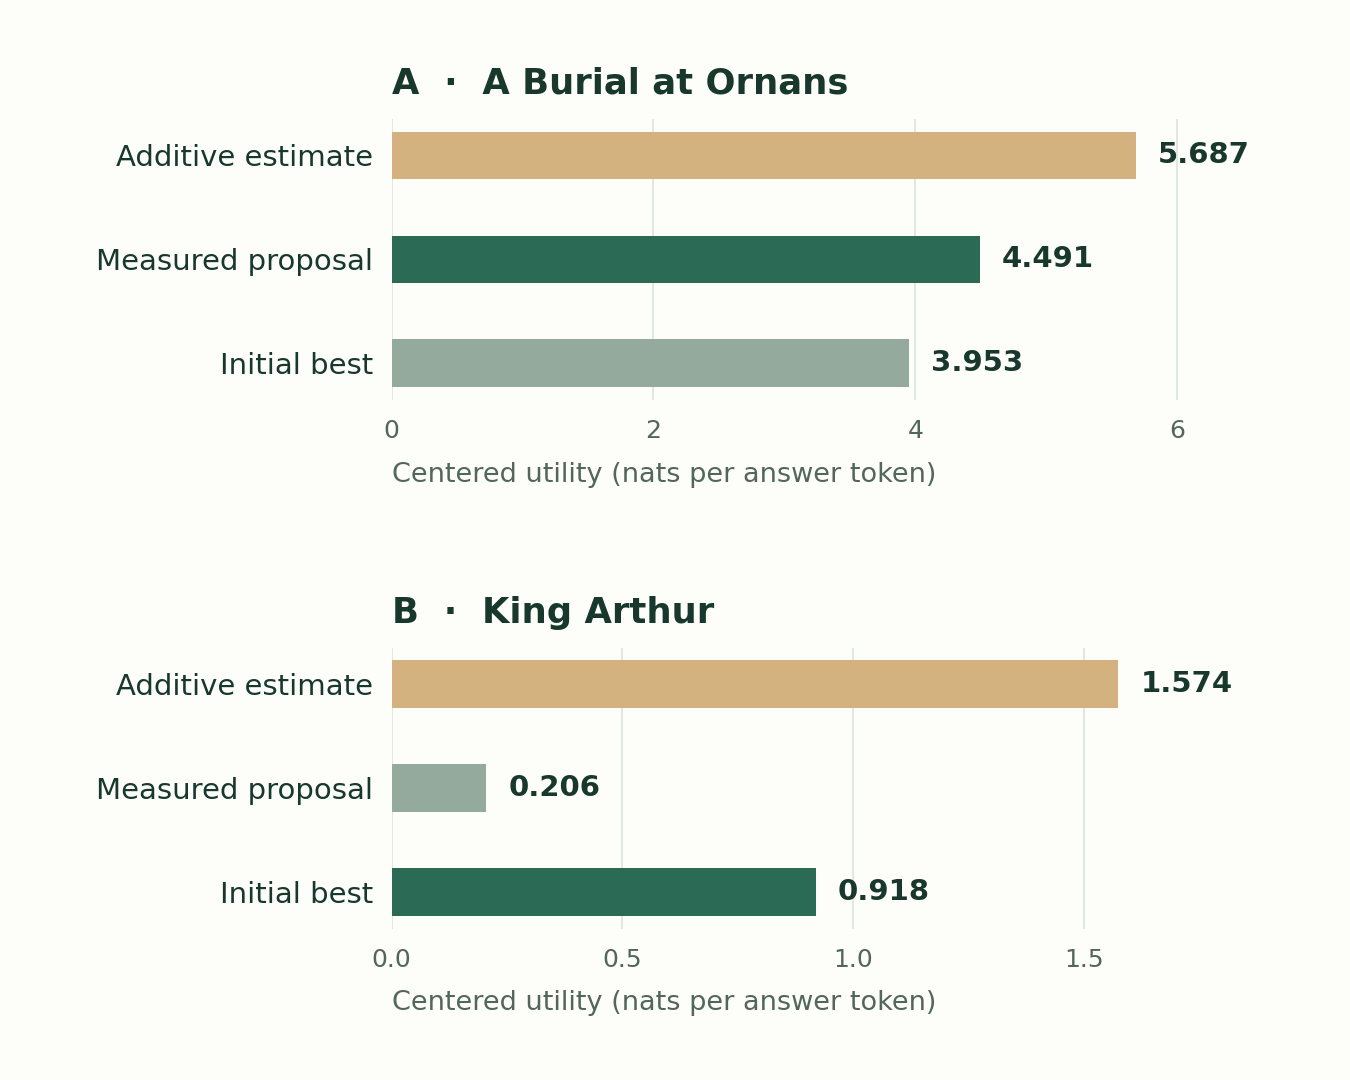 A · A Burial at Ornans
Additive estimate 5.687
Measured proposal 4.491
Initial best 3.953
0 2 4 6
Centered utility (nats per answer token)
B · King Arthur
Additive estimate 1.574
Measured proposal 0.206
Initial best 0.918
0.0 0.5 1.0 1.5
Centered utility (nats per answer token)